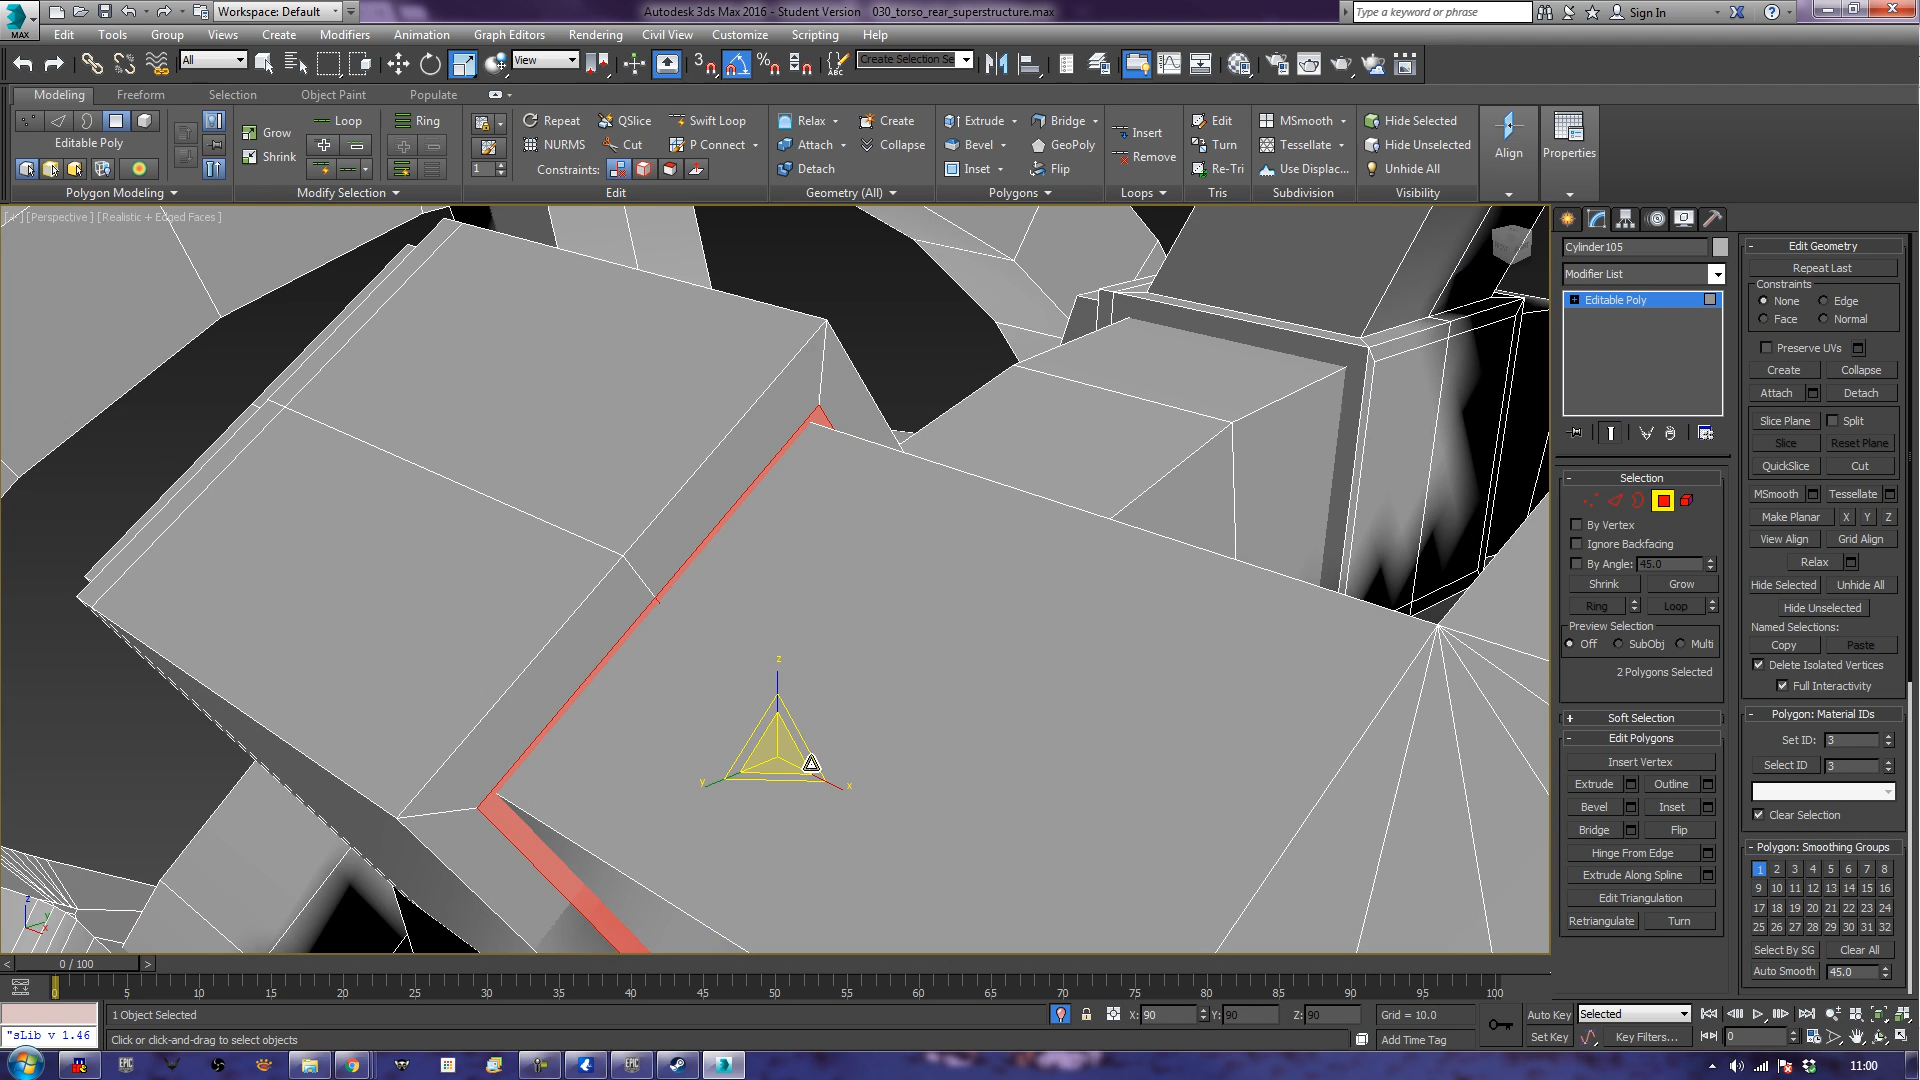 Workspace: Default
Autodesk 3ds Max 2016 - Student Version    030_torso_rear_superstructure.max
Type a keyword or phrase
Sign In
MAX
Edit Tools Group Views Create Modifiers Animation Graph Editors Rendering Civil View Customize Scripting Help
All
View
Create Selection Se
Modeling Freeform Selection Object Paint Populate
Loop Ring Repeat QSlice Swift Loop Relax Create Extrude Bridge Insert Edit MSmooth Hide Selected
Grow
Editable Poly NURMS Cut P Connect Attach Collapse Bevel GeoPoly Remove Turn Tessellate Hide Unselected Align Properties
Shrink
1 Constraints: Detach Inset Flip Re-Tri Use Displac... Unhide All
Polygon Modeling Modify Selection Edit Geometry (All) Polygons Loops Tris Subdivision Visibility
[+] [Perspective] [Realistic + Edged Faces]
Cylinder105
Modifier List
Editable Poly
Selection
By Vertex
Ignore Backfacing
By Angle: 45.0
Shrink Grow
Ring Loop
Preview Selection
Off SubObj Multi
2 Polygons Selected
+ Soft Selection
- Edit Polygons
Insert Vertex
Extrude Outline
Bevel Inset
Bridge Flip
Hinge From Edge
Extrude Along Spline
Edit Triangulation
Retriangulate Turn
- Edit Geometry
Repeat Last
Constraints
None Edge
Face Normal
Preserve UVs
Create Collapse
Attach Detach
Slice Plane Split
Slice Reset Plane
QuickSlice Cut
MSmooth Tessellate
Make Planar X Y Z
View Align Grid Align
Relax
Hide Selected Unhide All
Hide Unselected
Named Selections:
Copy Paste
Delete Isolated Vertices
Full Interactivity
- Polygon: Material IDs
Set ID: 3
Select ID 3
Clear Selection
- Polygon: Smoothing Groups
1 2 3 4 5 6 7 8
9 10 11 12 13 14 15 16
17 18 19 20 21 22 23 24
25 26 27 28 29 30 31 32
Select By SG Clear All
Auto Smooth 45.0
z
y
x
z
y
x
< 0 / 100 >
0 5 10 15 20 25 30 35 40 45 50 55 60 65 70 75 80 85 90 95 100
1 Object Selected
X: 90 Y: 90 Z: 90 Grid = 10.0 Auto Key Selected
"sLib v 1.46
Click or click-and-drag to select objects
Add Time Tag Set Key Key Filters... 0
EPIC
EPIC
11:00